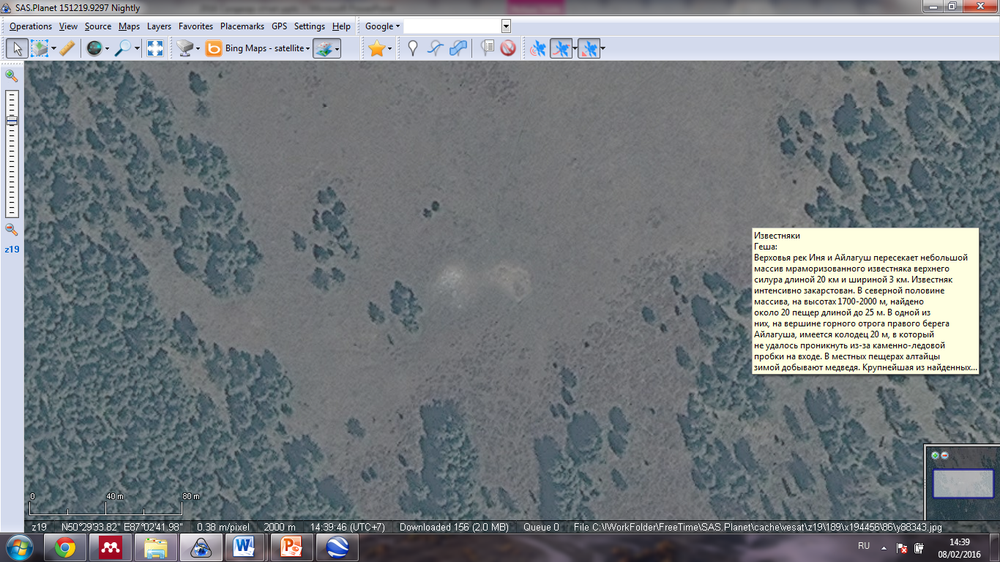 SAS.Planet 151219.9297 Nightly
Operations View Source Maps Layers Favorites Placemarks GPS Settings Help Google
Bing Maps - satellite
z19
Известняки
Геша:
Верховья рек Иня и Айлагуш пересекает небольшой
массив мраморизованного известняка верхнего
силура длиной 20 км и шириной 3 км. Известняк
интенсивно закарстован. В северной половине
массива, на высотах 1700-2000 м, найдено
около 20 пещер длиной до 25 м. В одной из
них, на вершине горного отрога правого берега
Айлагуша, имеется колодец 20 м, в который
не удалось проникнуть из-за каменно-ледовой
пробки на входе. В местных пещерах алтайцы
зимой добывают медведя. Крупнейшая из найденных...
0 40 m 80 m
z19 N50°29'33.82" E87°02'41.98" 0.38 m/pixel 2000 m 14:39:46 (UTC+7) Downloaded 156 (2.0 MB) Queue 0 File C:\IWorkFolder\FreeTime\SAS.Planet\cache\vesat\z19\189\x194456\86\y88343.jpg
RU
14:39
08/02/2016